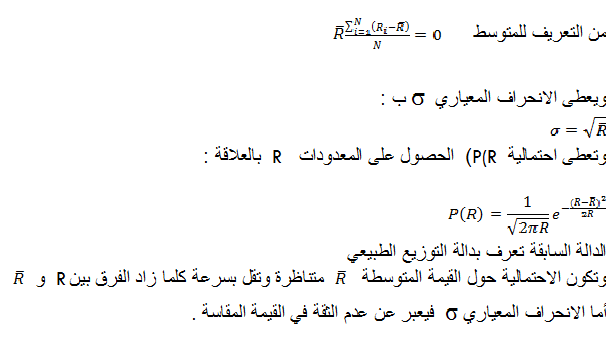 من التعريف للمتوسط $\bar{R}\frac{\sum_{i=1}^{N}(R_i-\bar{R})}{N}=0$
ويعطى الانحراف المعياري σ ب :
$\sigma=\sqrt{\bar{R}}$
وتعطى احتمالية P(R) الحصول على المعدودات R بالعلاقة :
$P(R)=\frac{1}{\sqrt{2\pi R}}e^{-\frac{(R-\bar{R})^2}{2R}}$
الدالة السابقة تعرف بدالة التوزيع الطبيعي
وتكون الاحتمالية حول القيمة المتوسطة $\bar{R}$ متناظرة وتقل بسرعة كلما زاد الفرق بين R و $\bar{R}$
أما الانحراف المعياري σ فيعبر عن عدم الثقة في القيمة المقاسة .